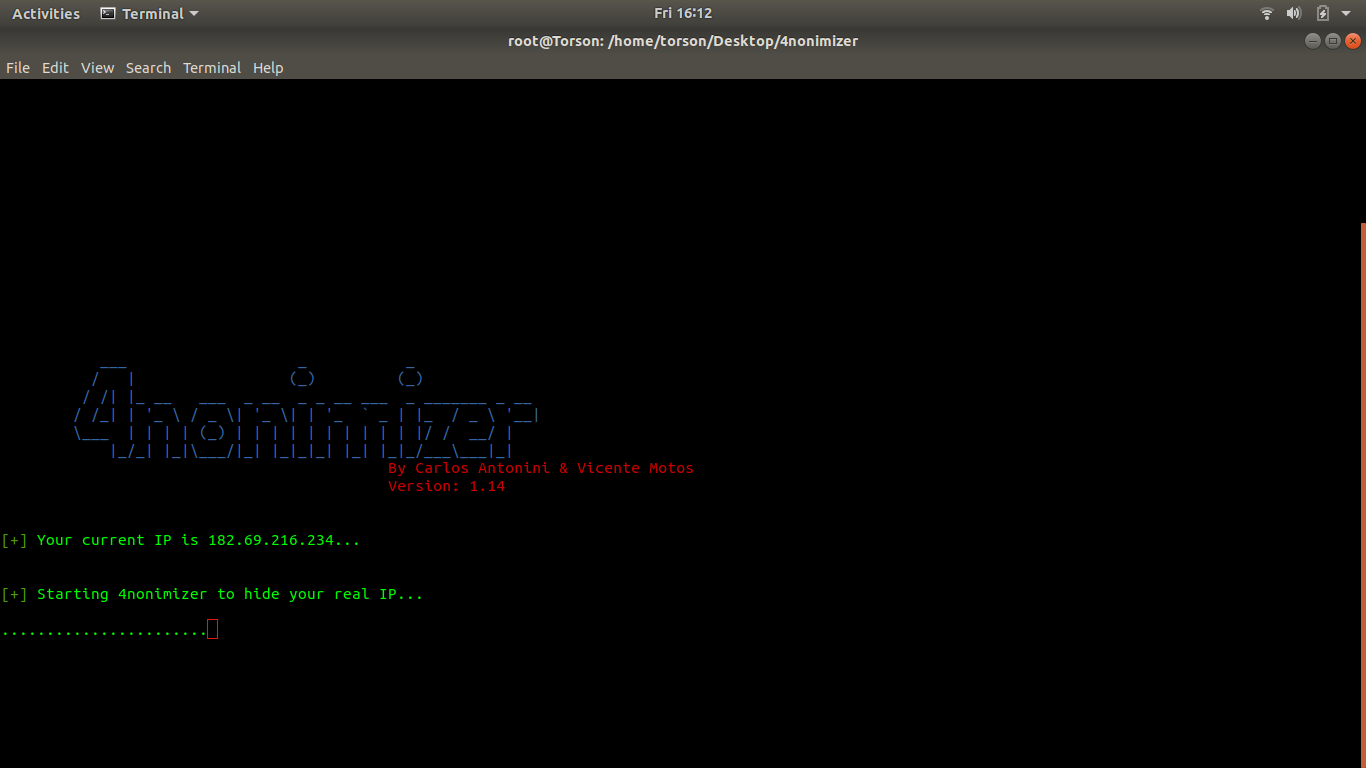 Activities Terminal Fri 16:12
root@Torson: /home/torson/Desktop/4nonimizer
File Edit View Search Terminal Help
4nonimizer
By Carlos Antonini & Vicente Motos
Version: 1.14
[+] Your current IP is 182.69.216.234...
[+] Starting 4nonimizer to hide your real IP...
.......................